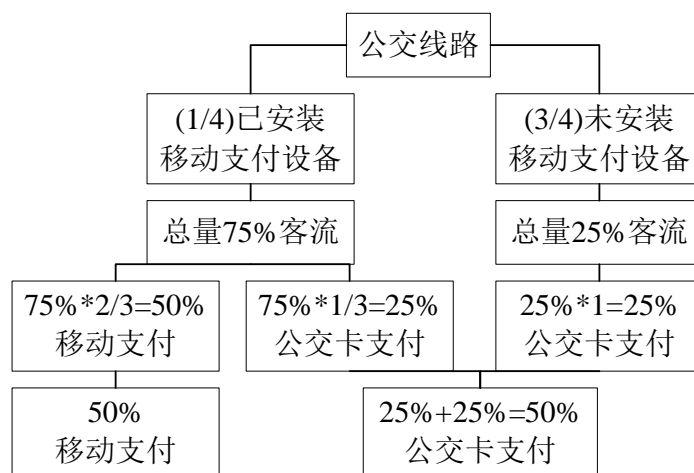 公交线路
(1/4)已安装
移动支付设备
(3/4)未安装
移动支付设备
总量75%客流
总量25%客流
75%*2/3=50%
移动支付
75%*1/3=25%
公交卡支付
25%*1=25%
公交卡支付
50%
移动支付
25%+25%=50%
公交卡支付